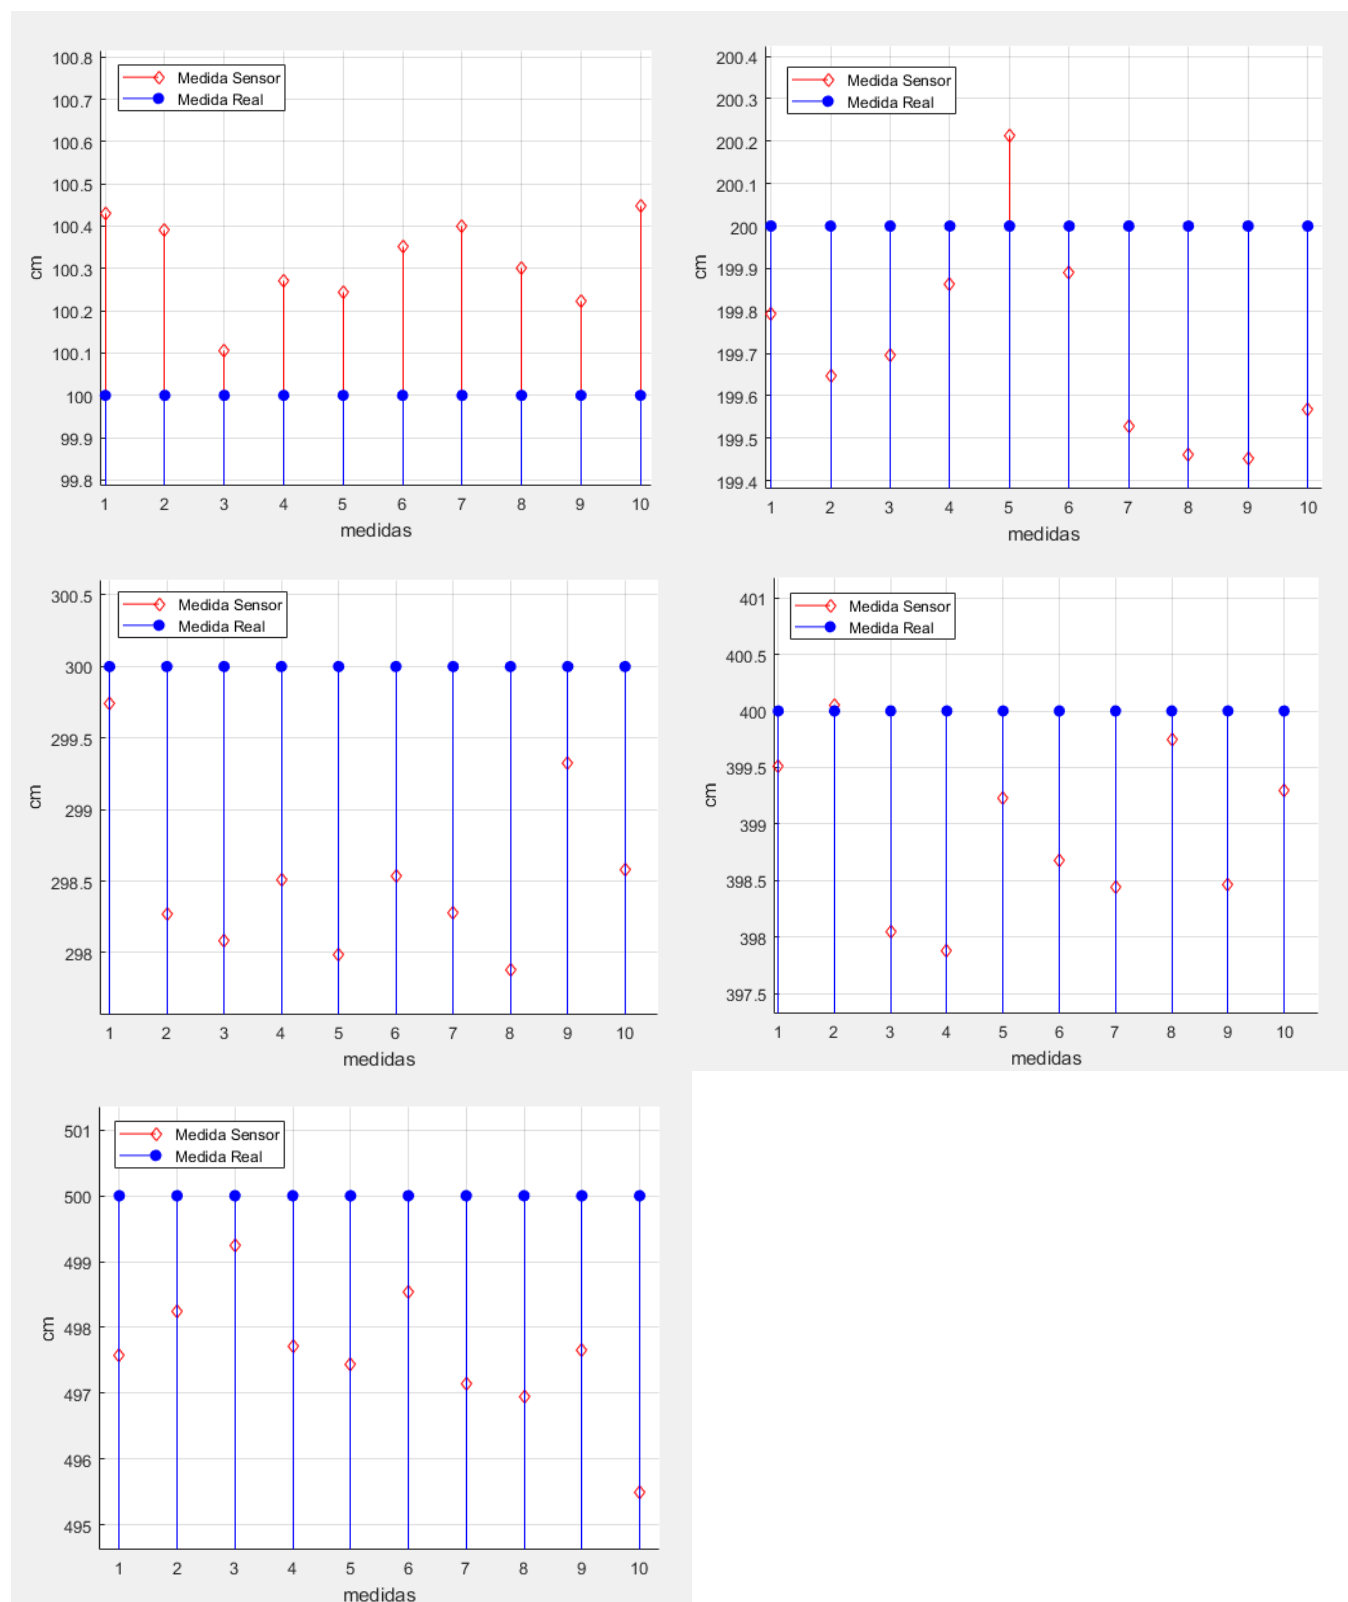 100.8
100.7
100.6
100.5
100.4
100.3
100.2
100.1
100
99.9
99.8
cm
Medida Sensor
Medida Real
1 2 3 4 5 6 7 8 9 10
medidas
200.4
200.3
200.2
200.1
200
199.9
199.8
199.7
199.6
199.5
199.4
cm
Medida Sensor
Medida Real
1 2 3 4 5 6 7 8 9 10
medidas
300.5
300
299.5
299
298.5
298
cm
Medida Sensor
Medida Real
1 2 3 4 5 6 7 8 9 10
medidas
401
400.5
400
399.5
399
398.5
398
397.5
cm
Medida Sensor
Medida Real
1 2 3 4 5 6 7 8 9 10
medidas
501
500
499
498
497
496
495
cm
Medida Sensor
Medida Real
1 2 3 4 5 6 7 8 9 10
medidas